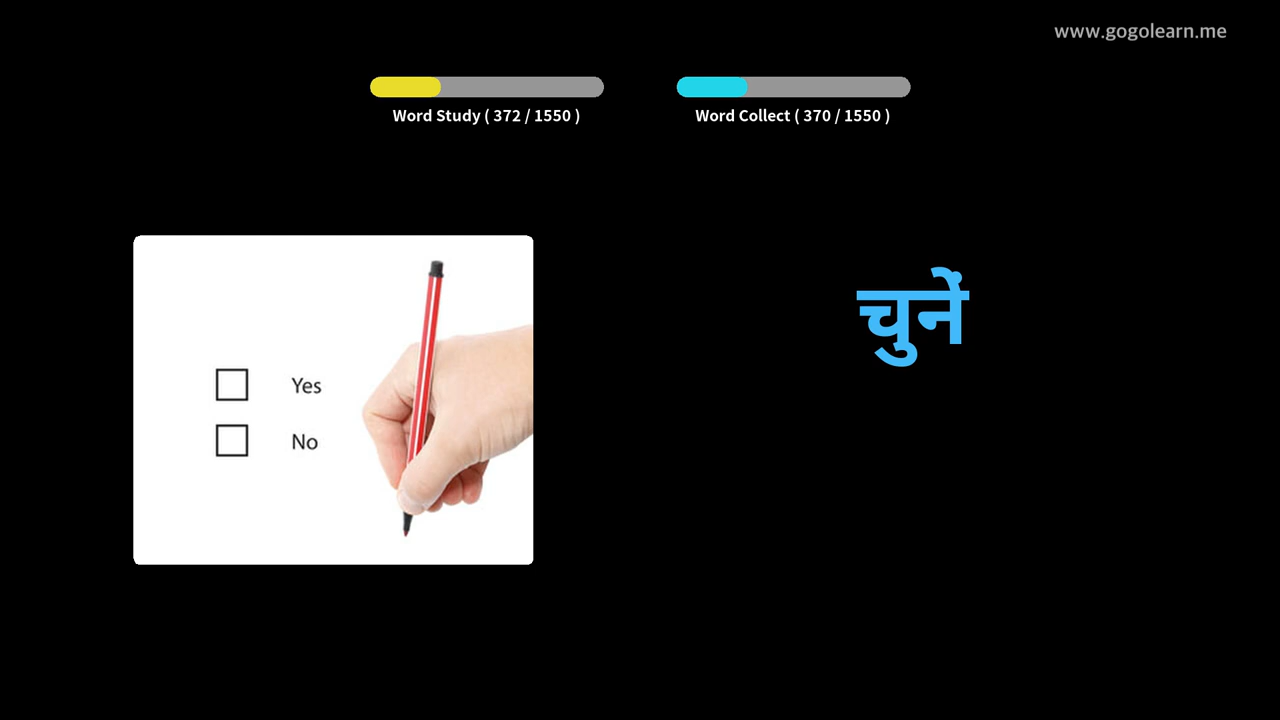 www.gogolearn.me
Word Study ( 372 / 1550 )
Word Collect ( 370 / 1550 )
चुनें
Yes
No